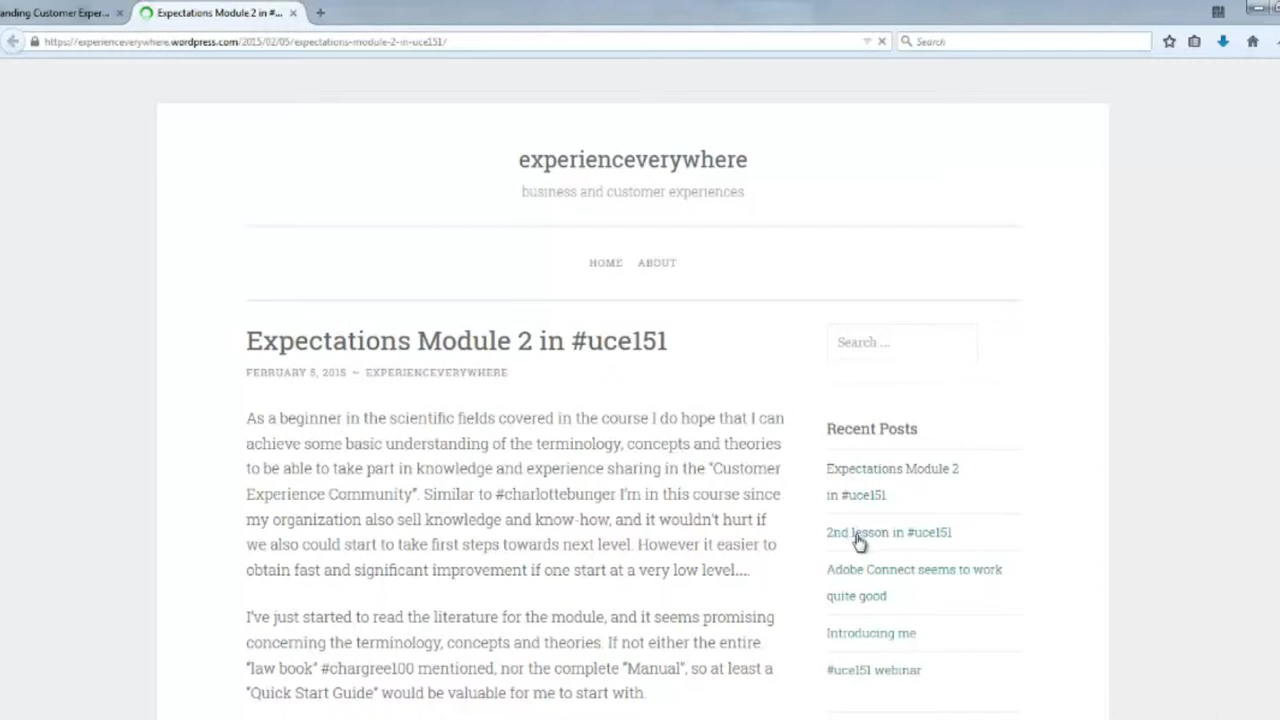 anding Customer Exper...
Expectations Module 2 in #...
https://experienceverywhere.wordpress.com/2015/02/05/expectations-module-2-in-uce151/
Search
experienceverywhere
business and customer experiences
HOME ABOUT
Expectations Module 2 in #uce151
FEBRUARY 5, 2015 ~ EXPERIENCEVERYWHERE
As a beginner in the scientific fields covered in the course I do hope that I can
achieve some basic understanding of the terminology, concepts and theories
to be able to take part in knowledge and experience sharing in the "Customer
Experience Community". Similar to #charlottebunger I'm in this course since
my organization also sell knowledge and know-how, and it wouldn't hurt if
we also could start to take first steps towards next level. However it easier to
obtain fast and significant improvement if one start at a very low level....
I've just started to read the literature for the module, and it seems promising
concerning the terminology, concepts and theories. If not either the entire
"law book" #chargree100 mentioned, nor the complete "Manual", so at least a
"Quick Start Guide" would be valuable for me to start with.
Search ...
Recent Posts
Expectations Module 2
in #uce151
2nd lesson in #uce151
Adobe Connect seems to work
quite good
Introducing me
#uce151 webinar